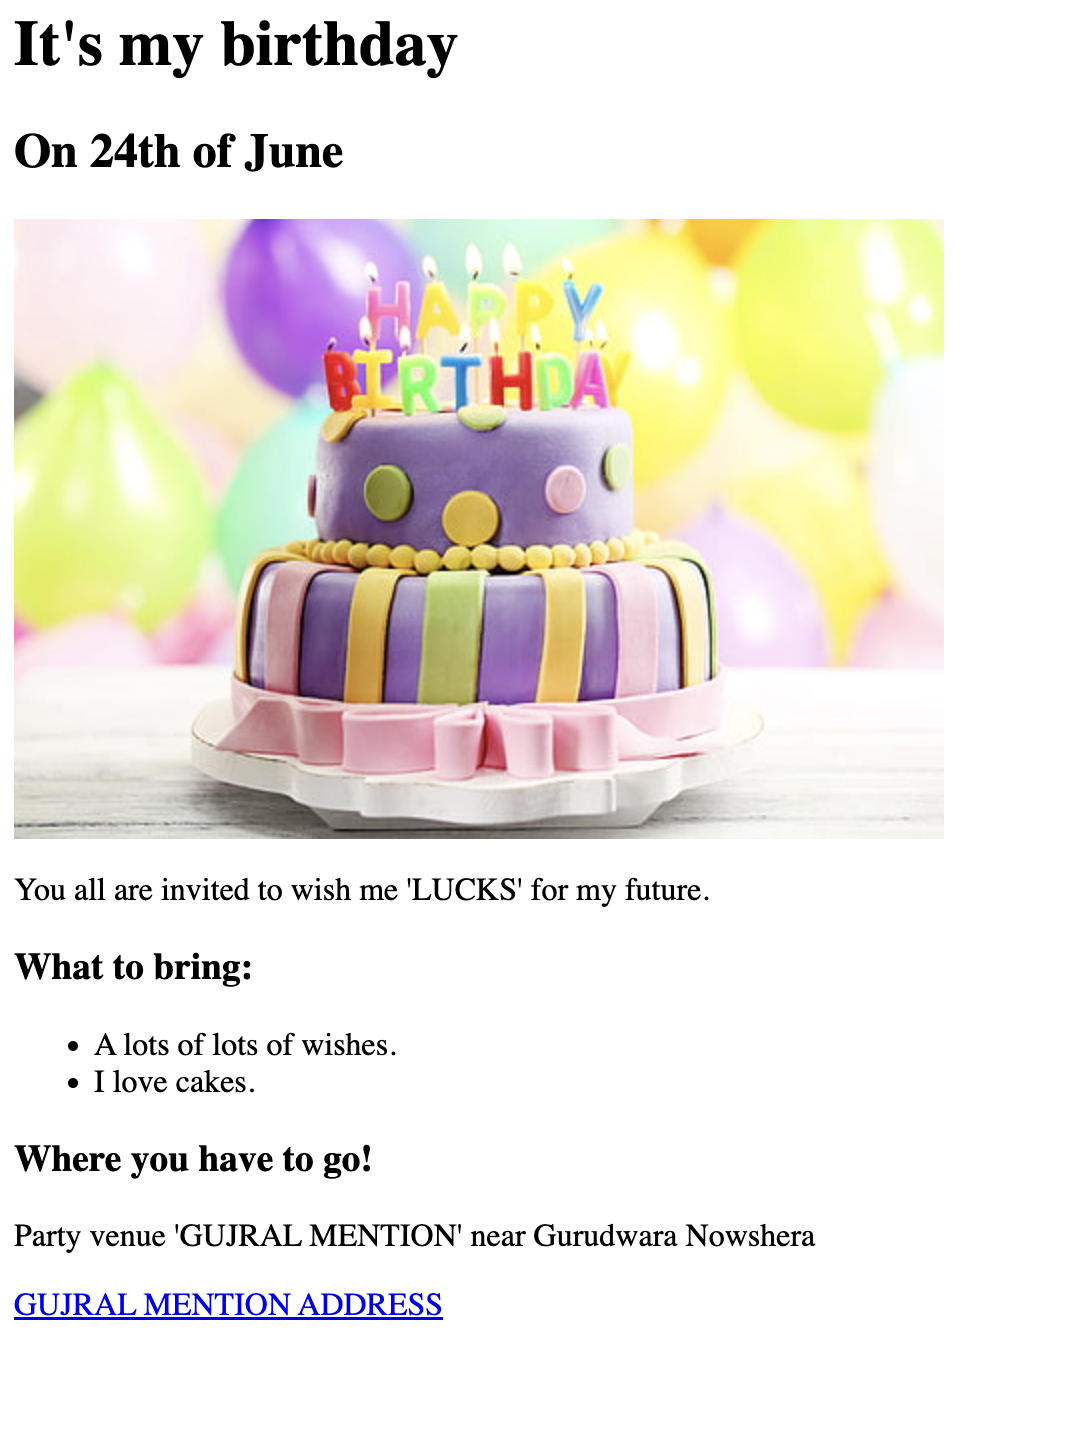 It's my birthday
On 24th of June
HAPPY
BIRTHDAY
You all are invited to wish me 'LUCKS' for my future.
What to bring:
A lots of lots of wishes.
I love cakes.
Where you have to go!
Party venue 'GUJRAL MENTION' near Gurudwara Nowshera
GUJRAL MENTION ADDRESS